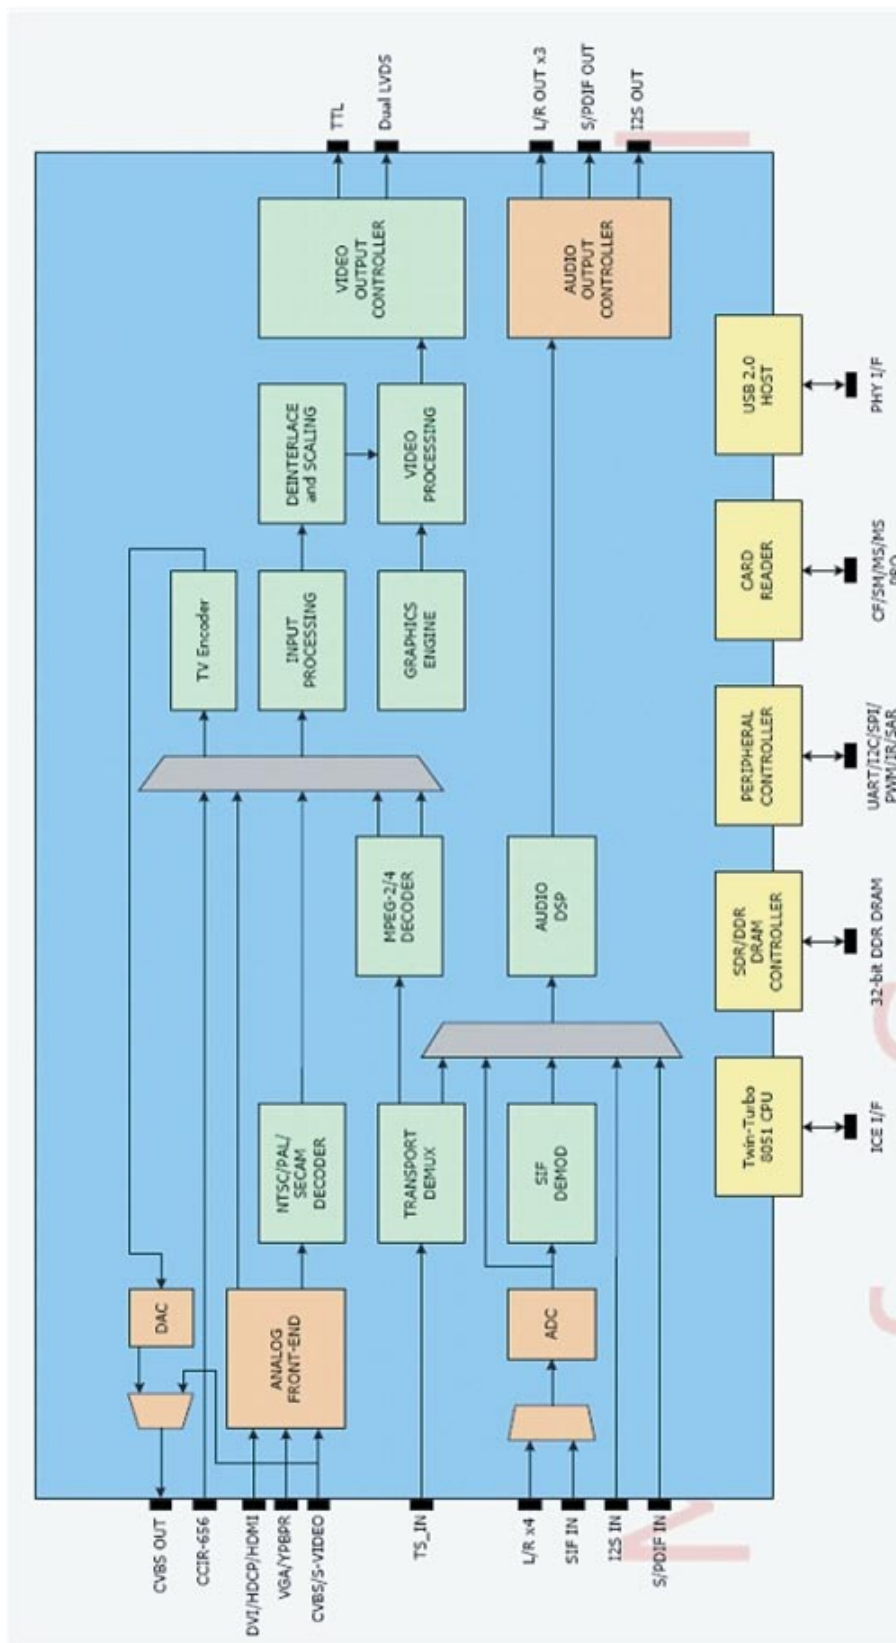 CVBS OUT
CCIR-656
DVI/HDCP/HDMI
VGA/YPBPR
CVBS/S-VIDEO
TS_IN
L/R x4
SIF IN
I2S IN
S/PDIF IN
DAC
ANALOG
FRONT-END
ADC
NTSC/PAL/
SECAM
DECODER
TRANSPORT
DEMUX
SIF
DEMOD
MPEG-2/4
DECODER
AUDIO
DSP
TV Encoder
INPUT
PROCESSING
GRAPHICS
ENGINE
DEINTERLACE
and SCALING
VIDEO
PROCESSING
VIDEO
OUTPUT
CONTROLLER
AUDIO
OUTPUT
CONTROLLER
TTL
Dual LVDS
L/R OUT x3
S/PDIF OUT
I2S OUT
Twin-Turbo
8051 CPU
SDR/DDR
DRAM
CONTROLLER
PERIPHERAL
CONTROLLER
CARD
READER
USB 2.0
HOST
ICE I/F
32-bit DDR DRAM
UART/I2C/SPI/
PWM/IR/SAR
CF/SM/MS/MS
PRO
PHY I/F